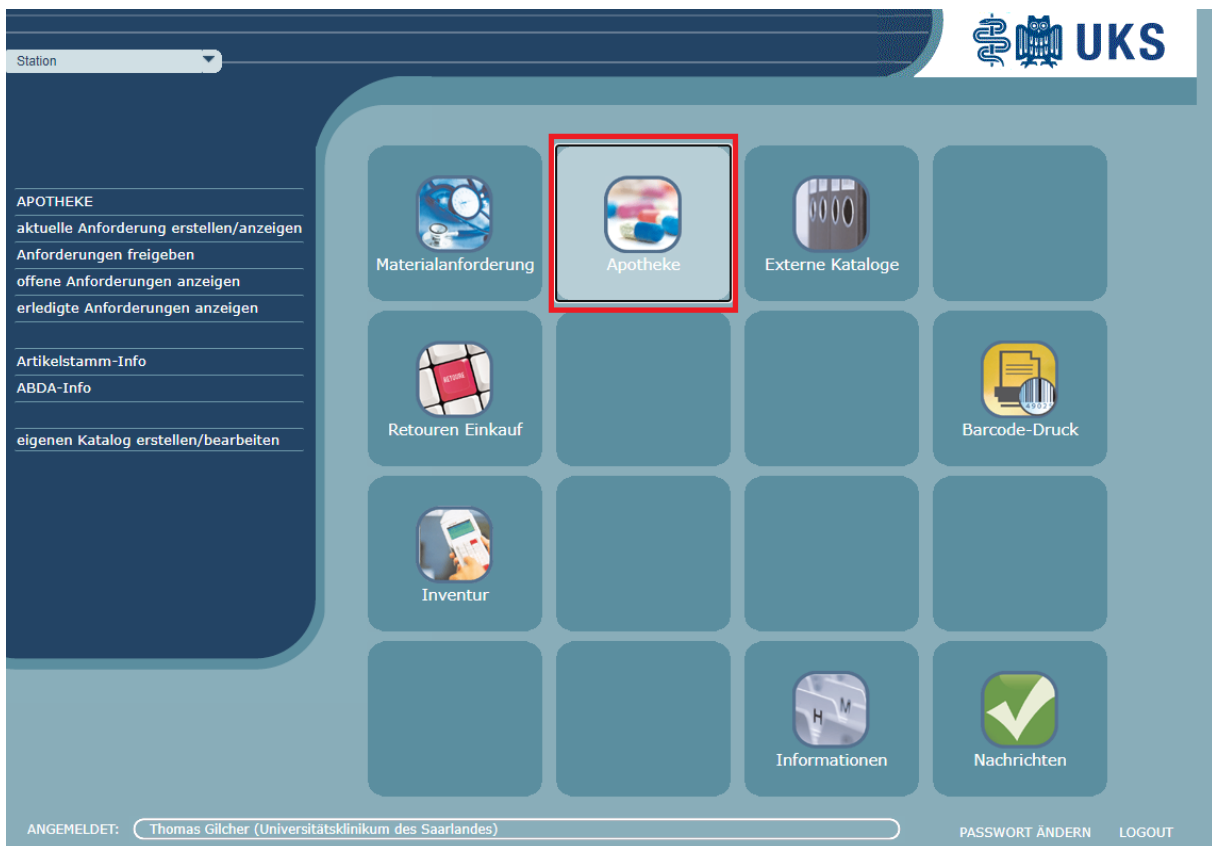 Station
UKS
APOTHEKE
aktuelle Anforderung erstellen/anzeigen
Anforderungen freigeben
offene Anforderungen anzeigen
erledigte Anforderungen anzeigen
Artikelstamm-Info
ABDA-Info
eigenen Katalog erstellen/bearbeiten
Materialanforderung
Apotheke
Externe Kataloge
RETOURE
Retouren Einkauf
4903
Barcode-Druck
Inventur
H M
Informationen
Nachrichten
ANGEMELDET: Thomas Gilcher (Universitätsklinikum des Saarlandes)
PASSWORT ÄNDERN LOGOUT